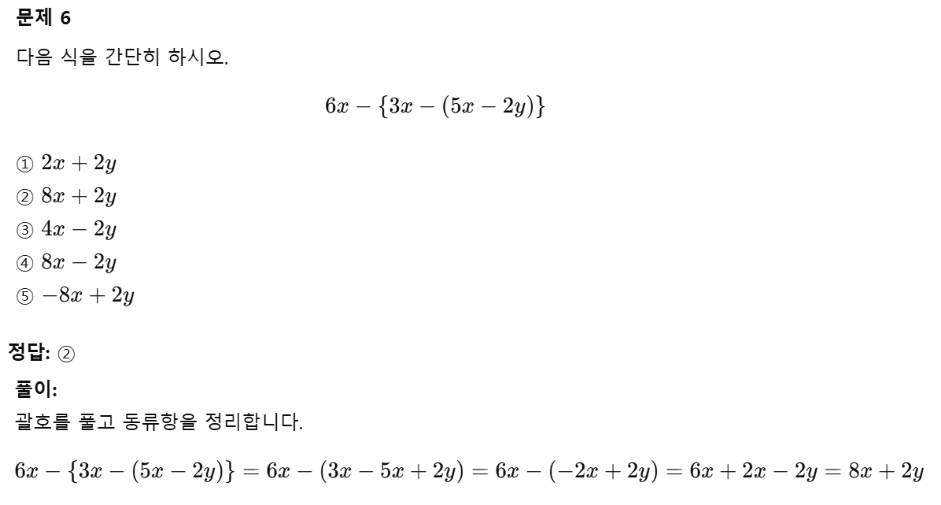 문제 6
다음 식을 간단히 하시오.
6x − {3x − (5x − 2y)}
① 2x + 2y
② 8x + 2y
③ 4x − 2y
④ 8x − 2y
⑤ −8x + 2y
정답: ②
풀이:
괄호를 풀고 동류항을 정리합니다.
6x − {3x − (5x − 2y)} = 6x − (3x − 5x + 2y) = 6x − (−2x + 2y) = 6x + 2x − 2y = 8x + 2y